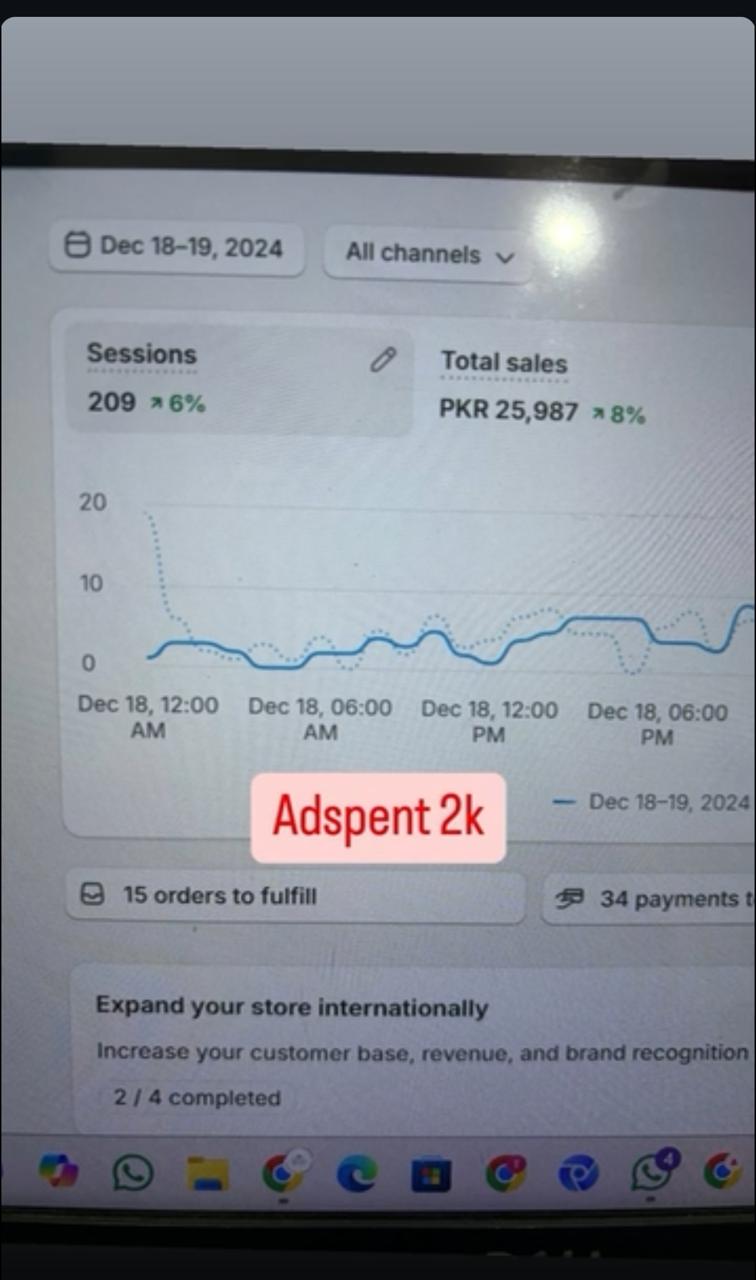 Dec 18–19, 2024
All channels
Sessions
Total sales
209 6%
PKR 25,987 8%
20
10
0
Dec 18, 12:00 AM
Dec 18, 06:00 AM
Dec 18, 12:00 PM
Dec 18, 06:00 PM
Adspent 2k
Dec 18–19, 2024
15 orders to fulfill
34 payments
Expand your store internationally
Increase your customer base, revenue, and brand recognition
2 / 4 completed
4